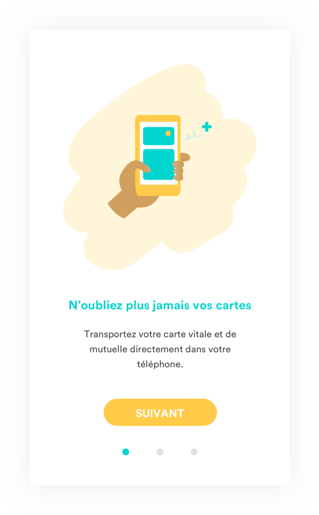 N'oubliez plus jamais vos cartes
Transportez votre carte vitale et de
mutuelle directement dans votre
téléphone.
SUIVANT